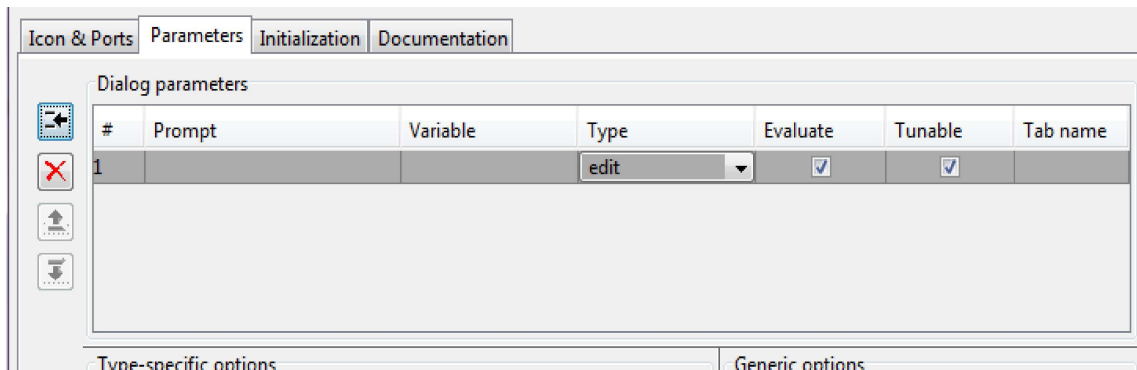 Icon & Ports Parameters Initialization Documentation
Dialog parameters
# Prompt Variable Type Evaluate Tunable Tab name
1 edit
Type-specific options Generic options